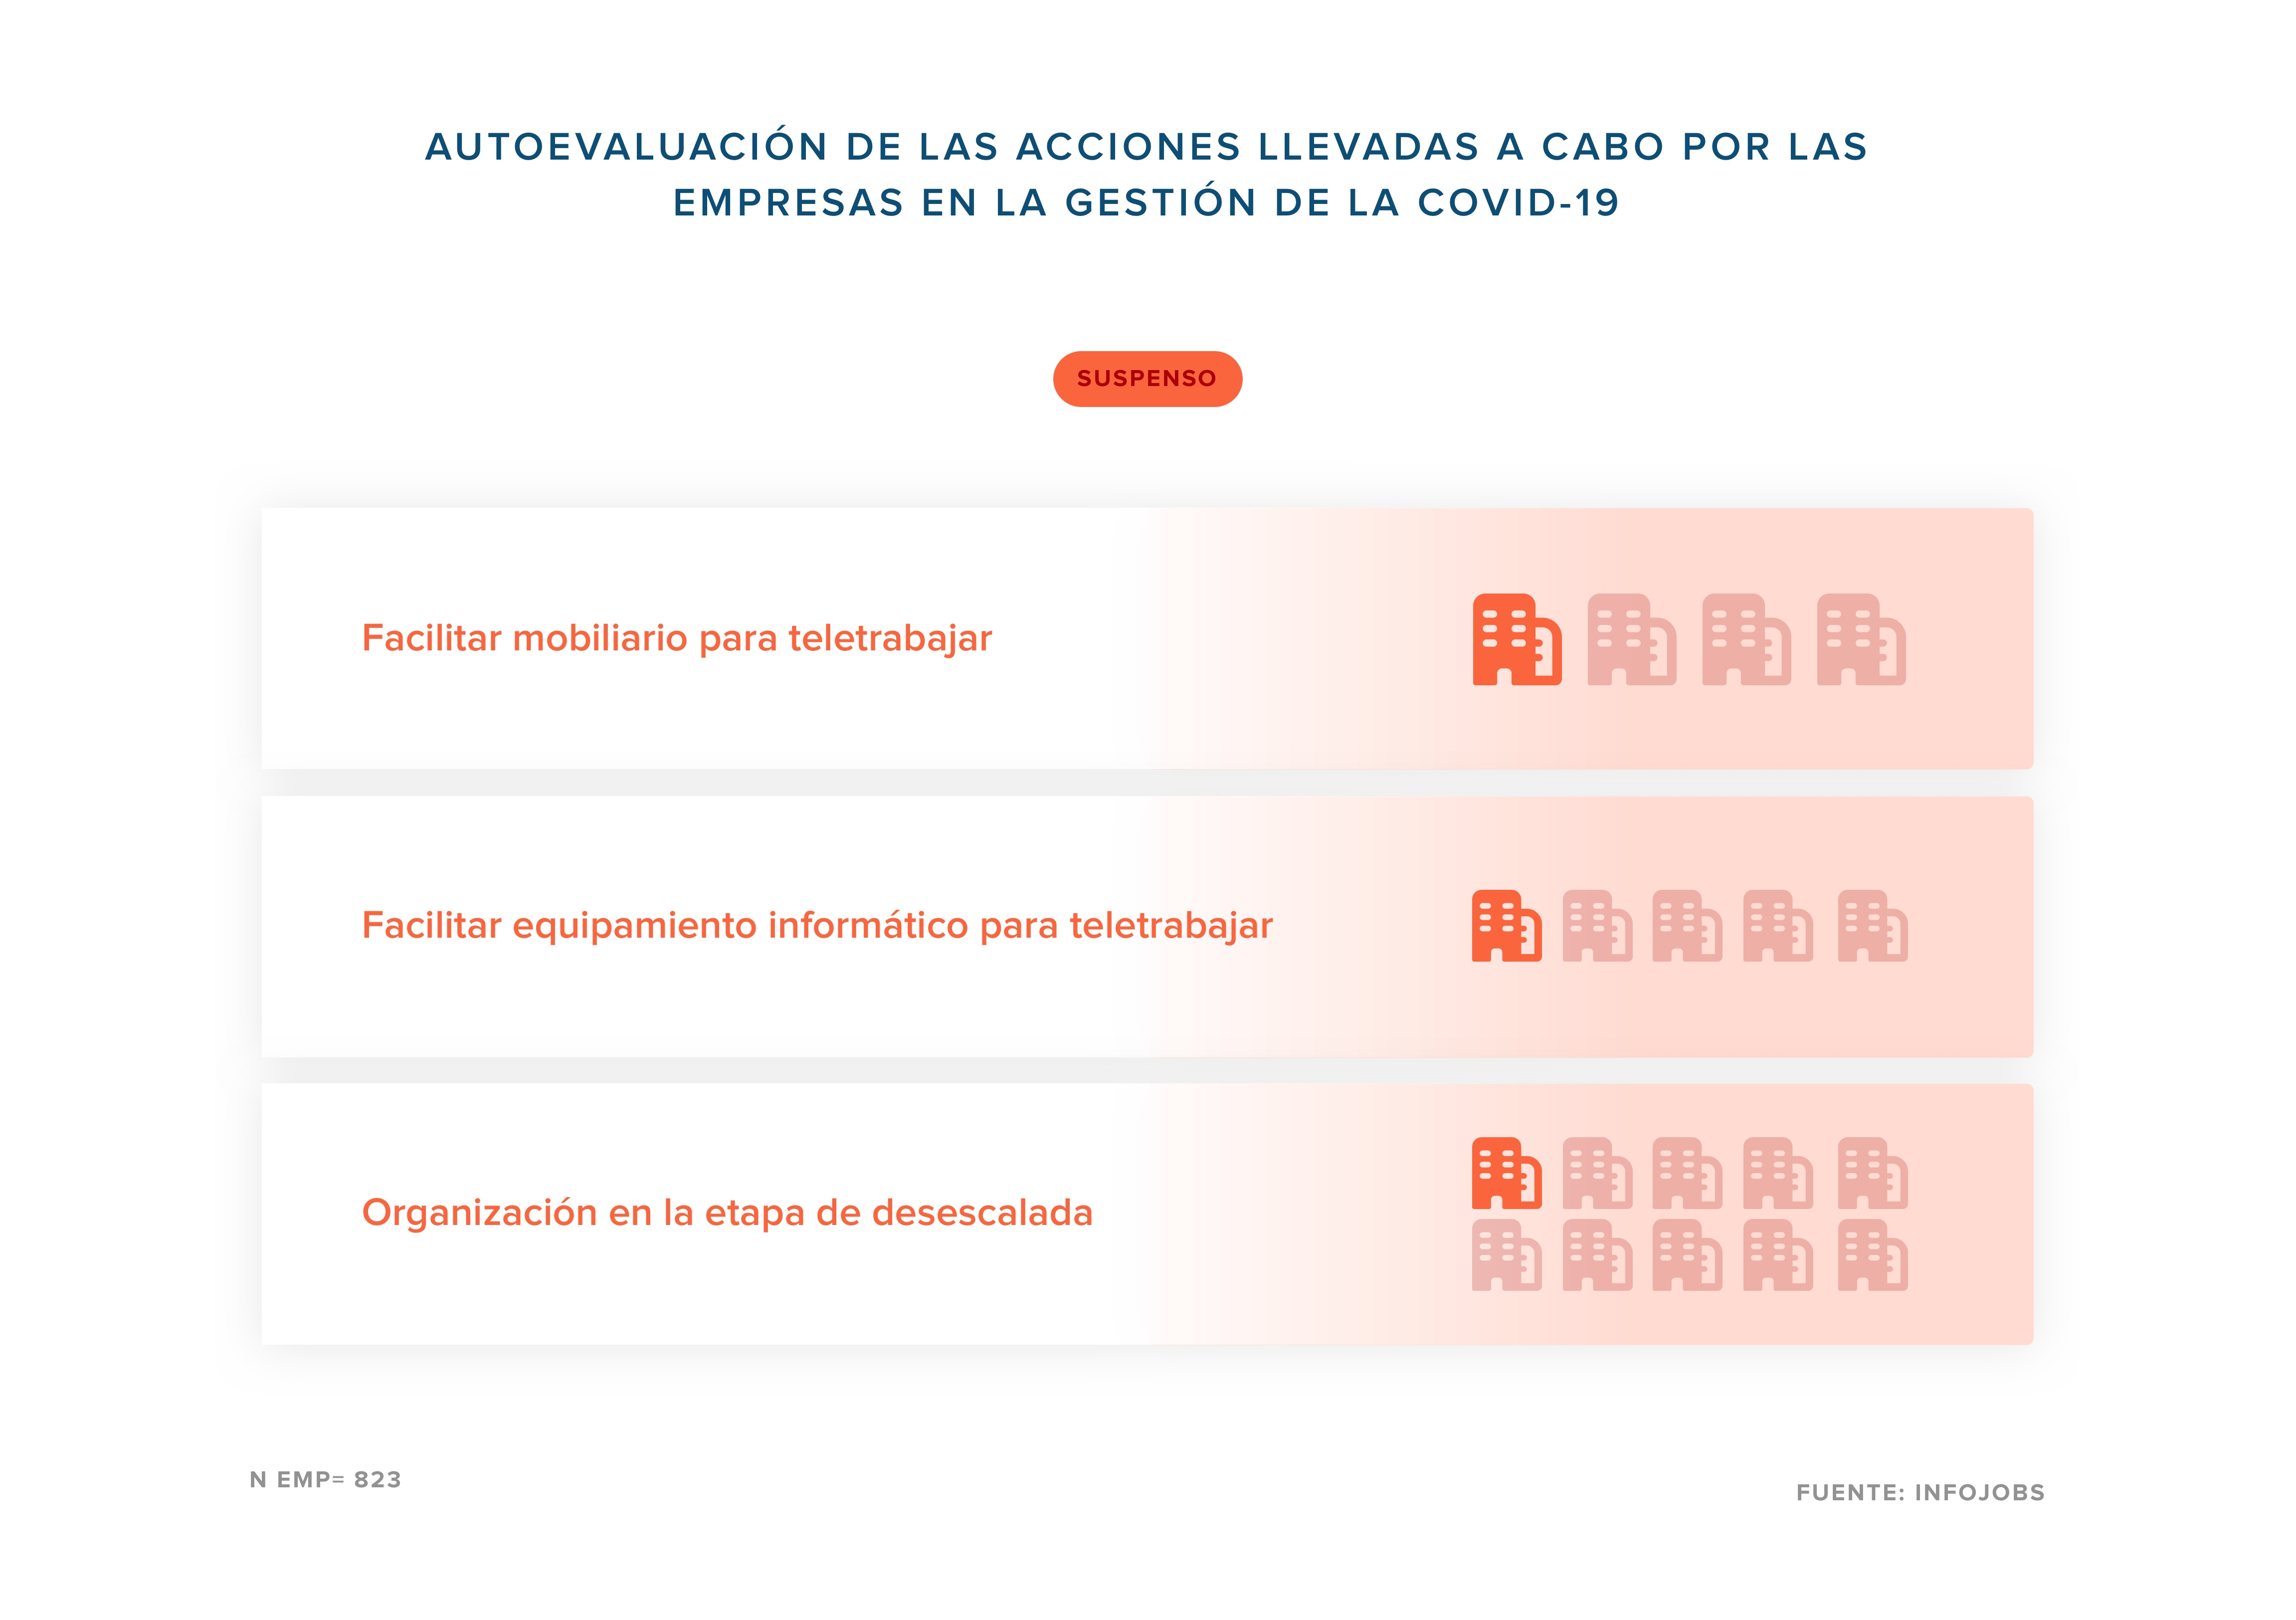 AUTOEVALUACIÓN DE LAS ACCIONES LLEVADAS A CABO POR LAS
EMPRESAS EN LA GESTIÓN DE LA COVID-19
SUSPENSO
Facilitar mobiliario para teletrabajar
Facilitar equipamiento informático para teletrabajar
Organización en la etapa de desescalada
N EMP= 823
FUENTE: INFOJOBS